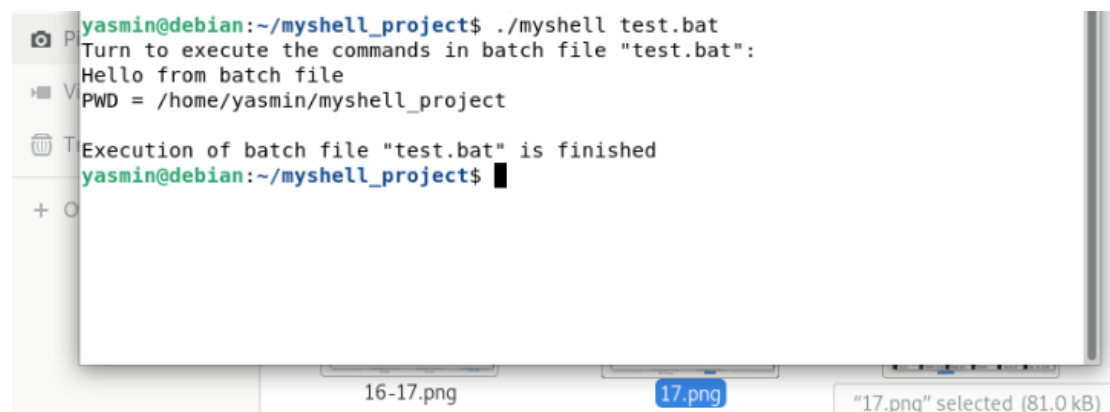 yasmin@debian:~/myshell_project$ ./myshell test.bat
Turn to execute the commands in batch file "test.bat":
Hello from batch file
PWD = /home/yasmin/myshell_project
Execution of batch file "test.bat" is finished
yasmin@debian:~/myshell_project$
16-17.png
17.png
"17.png" selected (81.0 kB)